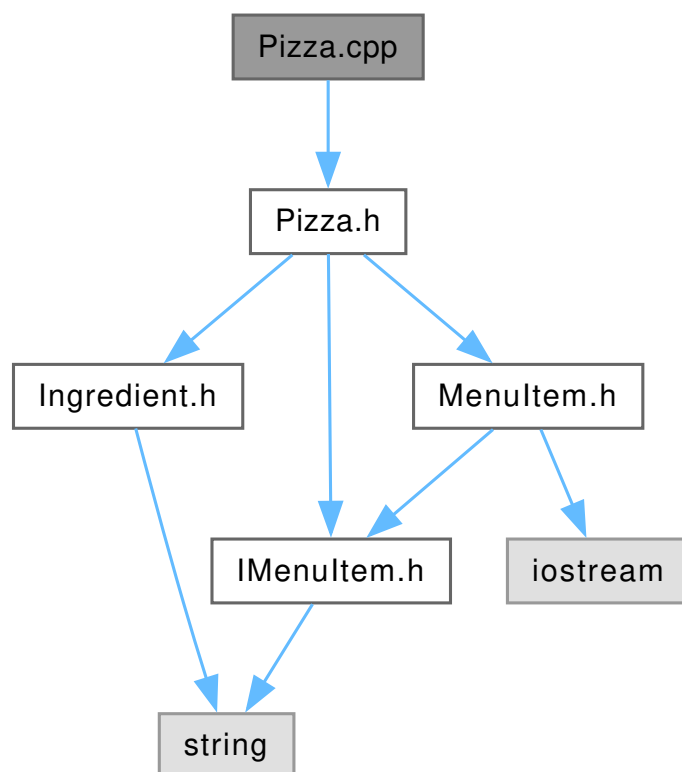 Pizza.cpp
Pizza.h
Ingredient.h
MenuItem.h
IMenuItem.h
iostream
string